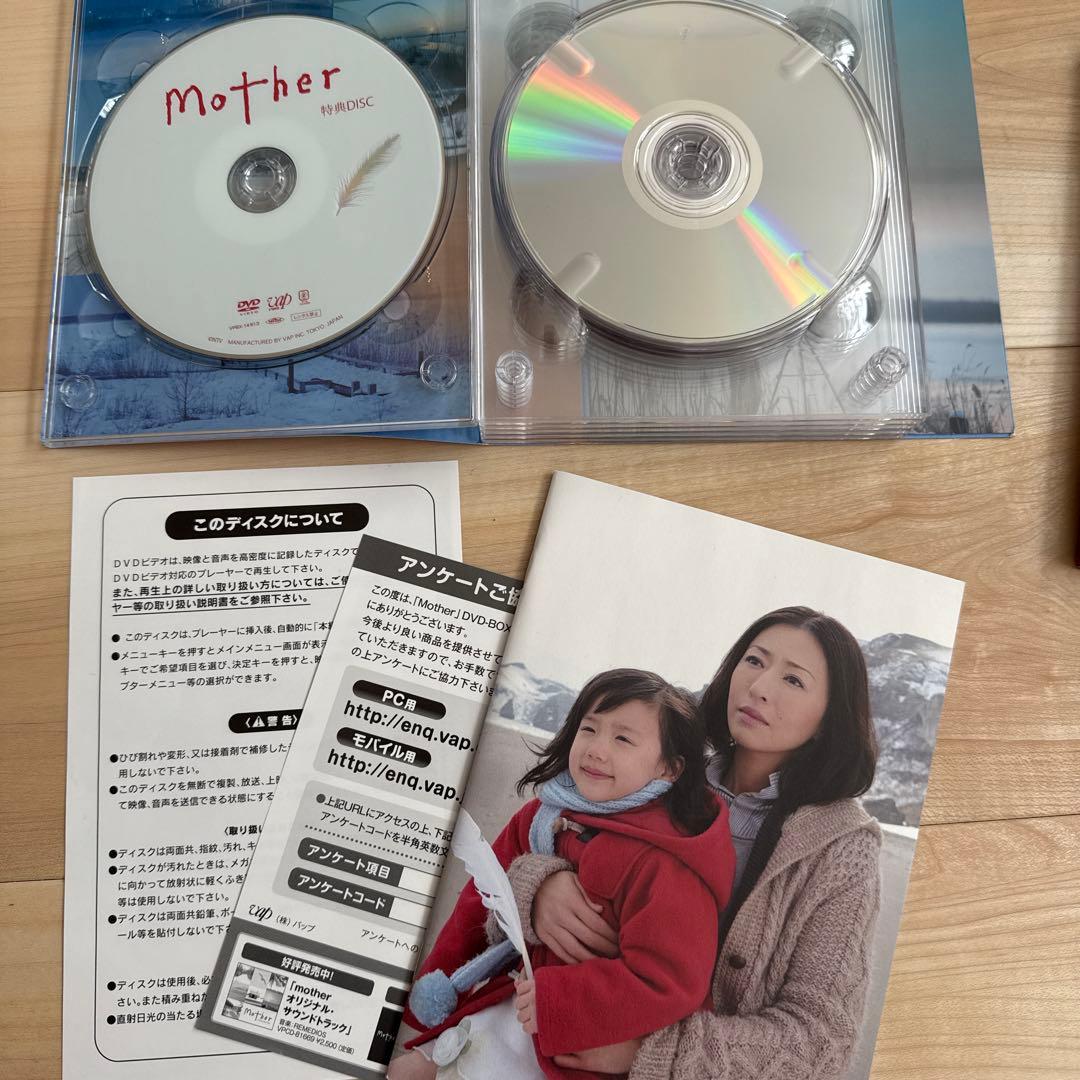 mother
特典DISC
DVD
VIDEO
vap
©NTV MANUFACTURED BY VAP INC. TOKYO, JAPAN
このディスクについて
DVDビデオは、映像と音声を高密度に記録したディスクで
DVDビデオ対応のプレーヤーで再生して下さい。
また、再生上の詳しい取り扱い方については、ご使
ヤー等の取り扱い説明書をご参照下さい。
● このディスクは、プレーヤーに挿入後、自動的に「本
●メニューキーを押すとメインメニュー画面が表示
キーでご希望項目を選び、決定キーを押すと、
プターメニュー等の選択ができます。
〈⚠警告〉
●ひび割れや変形、又は接着剤で補修した
用しないで下さい。
●このディスクを無断で複製、放送、上映
て映像、音声を送信できる状態にする
〈取り扱い
●ディスクは両面共、指紋、汚れ、キ
●ディスクが汚れたときは、メガ
に向かって放射状に軽くふき
等は使用しないで下さい。
●ディスクは両面共鉛筆、ボー
ール等を貼付しないで下
●ディスクは使用後、必
さい。また積み重ねた
●直射日光の当たる場
アンケートご協
この度は、「Mother」DVD-BOX
にありがとうございます。
今後より良い商品を提供させて
ていただきますので、お手数で
の上アンケートにご協力下さいま
PC用
http://enq.vap.
モバイル用
http://enq.vap.
●上記URLにアクセスの上、下記
アンケートコードを半角英数文
アンケート項目
アンケートコード
vap (株)バップ
アンケートへの
好評発売中!
「mother
オリジナル・
サウンドトラック」
音楽:REMEDIOS
VPCD-81669 ¥2,500(定価)
Mother